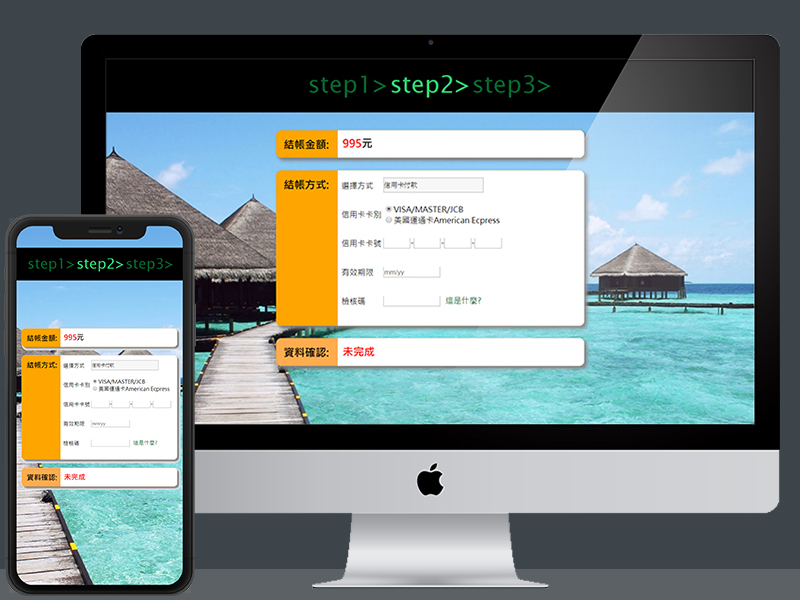 step1> step2> step3>
結帳金額: 995元
結帳方式: 選擇方式 信用卡付款
信用卡卡別 VISA/MASTER/JCB
美國運通卡American Ecpress
信用卡卡號 - - -
有效期限 mm/yy
檢核碼 這是什麼?
資料確認: 未完成
step1> step2> step3>
結帳金額: 995元
結帳方式: 選擇方式 信用卡付款
信用卡卡別 VISA/MASTER/JCB
美國運通卡American Ecpress
信用卡卡號 - - -
有效期限 mm/yy
檢核碼 這是什麼?
資料確認: 未完成